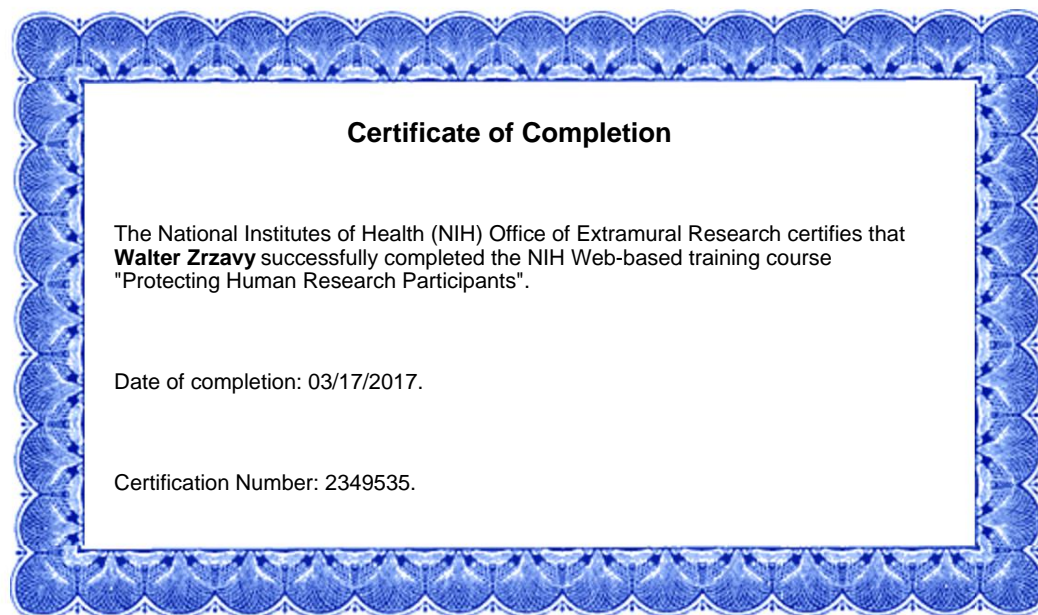 Certificate of Completion
The National Institutes of Health (NIH) Office of Extramural Research certifies that
Walter Zrzavy successfully completed the NIH Web-based training course
"Protecting Human Research Participants".
Date of completion: 03/17/2017.
Certification Number: 2349535.